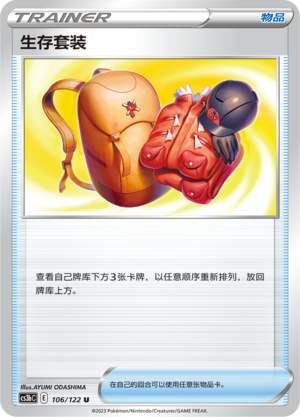 TRAINER 物品
生存套装
查看自己牌库下方3张卡牌，以任意顺序重新排列，放回
牌库上方。
Illus.AYUMI ODASHIMA
cs3bC E 106/122 U
在自己的回合可以使用任意张物品卡。
©2023 Pokémon/Nintendo/Creatures/GAME FREAK.